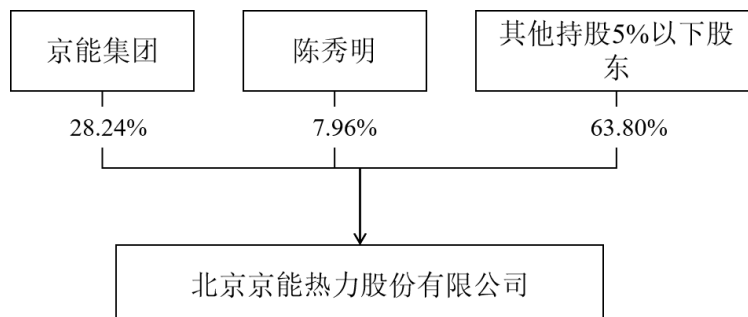 京能集团
陈秀明
其他持股5%以下股
东
28.24%
7.96%
63.80%
北京京能热力股份有限公司